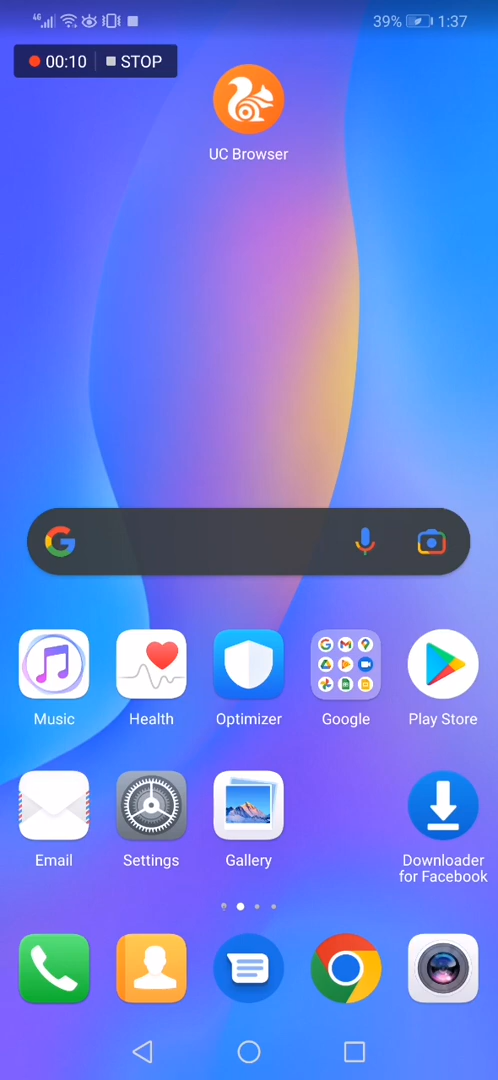 4G
39%
1:37
00:10
STOP
UC Browser
Music
Health
Optimizer
Google
Play Store
Email
Settings
Gallery
Downloader
for Facebook